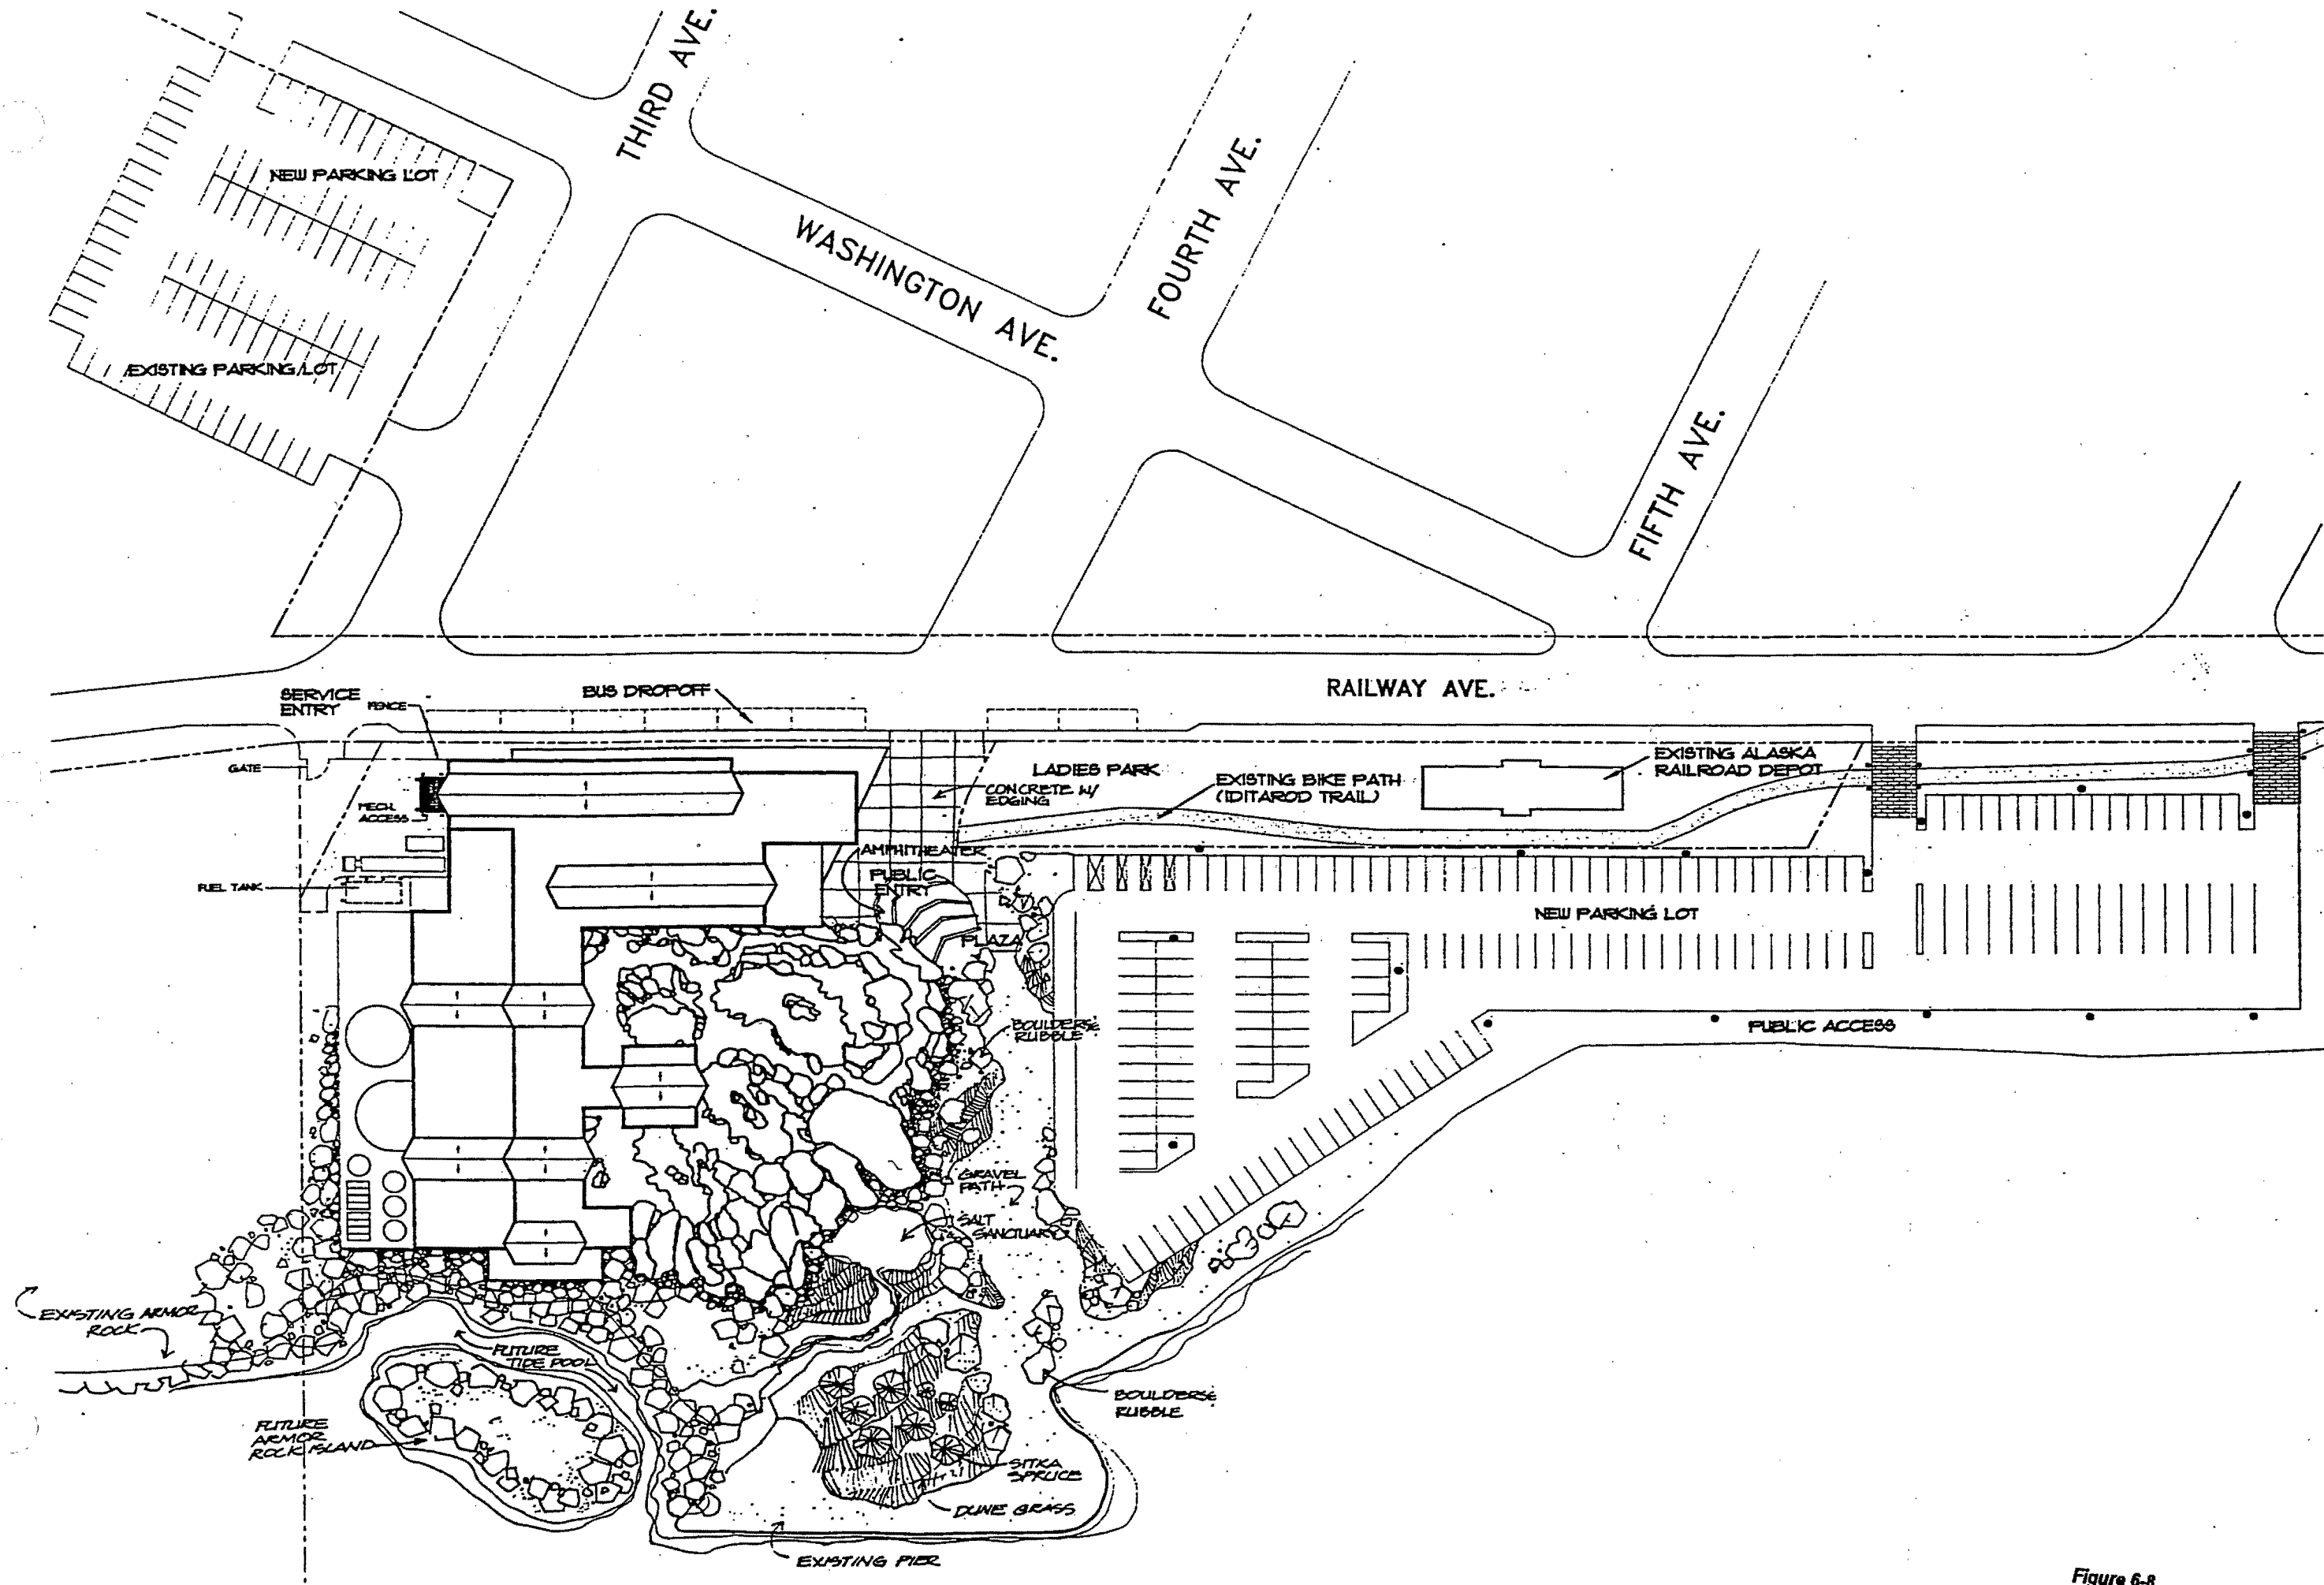 THIRD AVE.
NEW PARKING LOT
WASHINGTON AVE.
FOURTH AVE.
EXISTING PARKING LOT
FIFTH AVE.
SERVICE
ENTRY
FENCE
BUS DROPOFF
RAILWAY AVE.
GATE
MECH.
ACCESS
FUEL TANK
LADIES PARK
CONCRETE W/
EDGING
EXISTING BIKE PATH
(IDITAROD TRAIL)
EXISTING ALASKA
RAILROAD DEPOT
AMPHITHEATER
PUBLIC
ENTRY
PLAZA
NEW PARKING LOT
BOULDERS &
RUBBLE
PUBLIC ACCESS
GRAVEL
PATH
SALT
SANCTUARY
EXISTING ARMOR
ROCK
FUTURE
TIDE POOL
FUTURE
ARMOR
ROCK ISLAND
BOULDERS &
RUBBLE
SITKA
SPRUCE
DUNE GRASS
EXISTING PIER
Figure 6-8